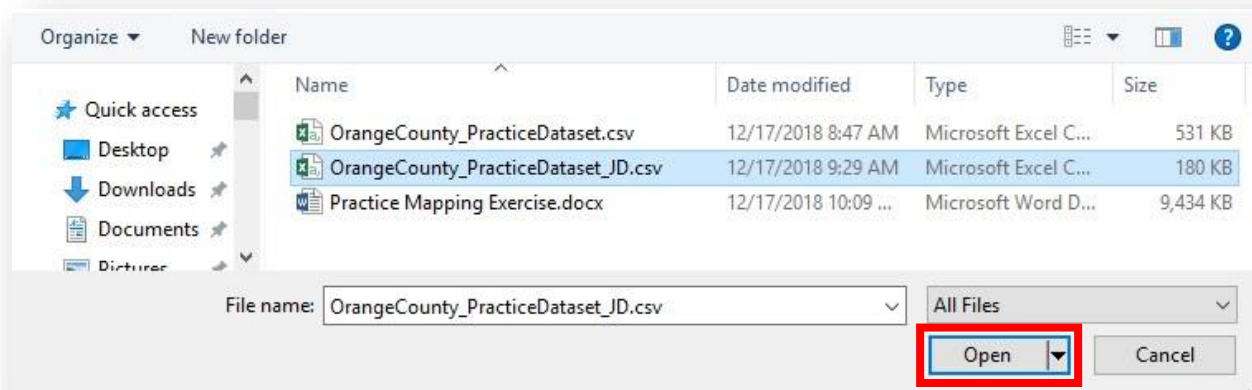 Organize New folder
Name Date modified Type Size
Quick access
OrangeCounty_PracticeDataset.csv 12/17/2018 8:47 AM Microsoft Excel C... 531 KB
Desktop
OrangeCounty_PracticeDataset_JD.csv 12/17/2018 9:29 AM Microsoft Excel C... 180 KB
Downloads
Practice Mapping Exercise.docx 12/17/2018 10:09 ... Microsoft Word D... 9,434 KB
Documents
Pictures
File name: OrangeCounty_PracticeDataset_JD.csv All Files
Open Cancel